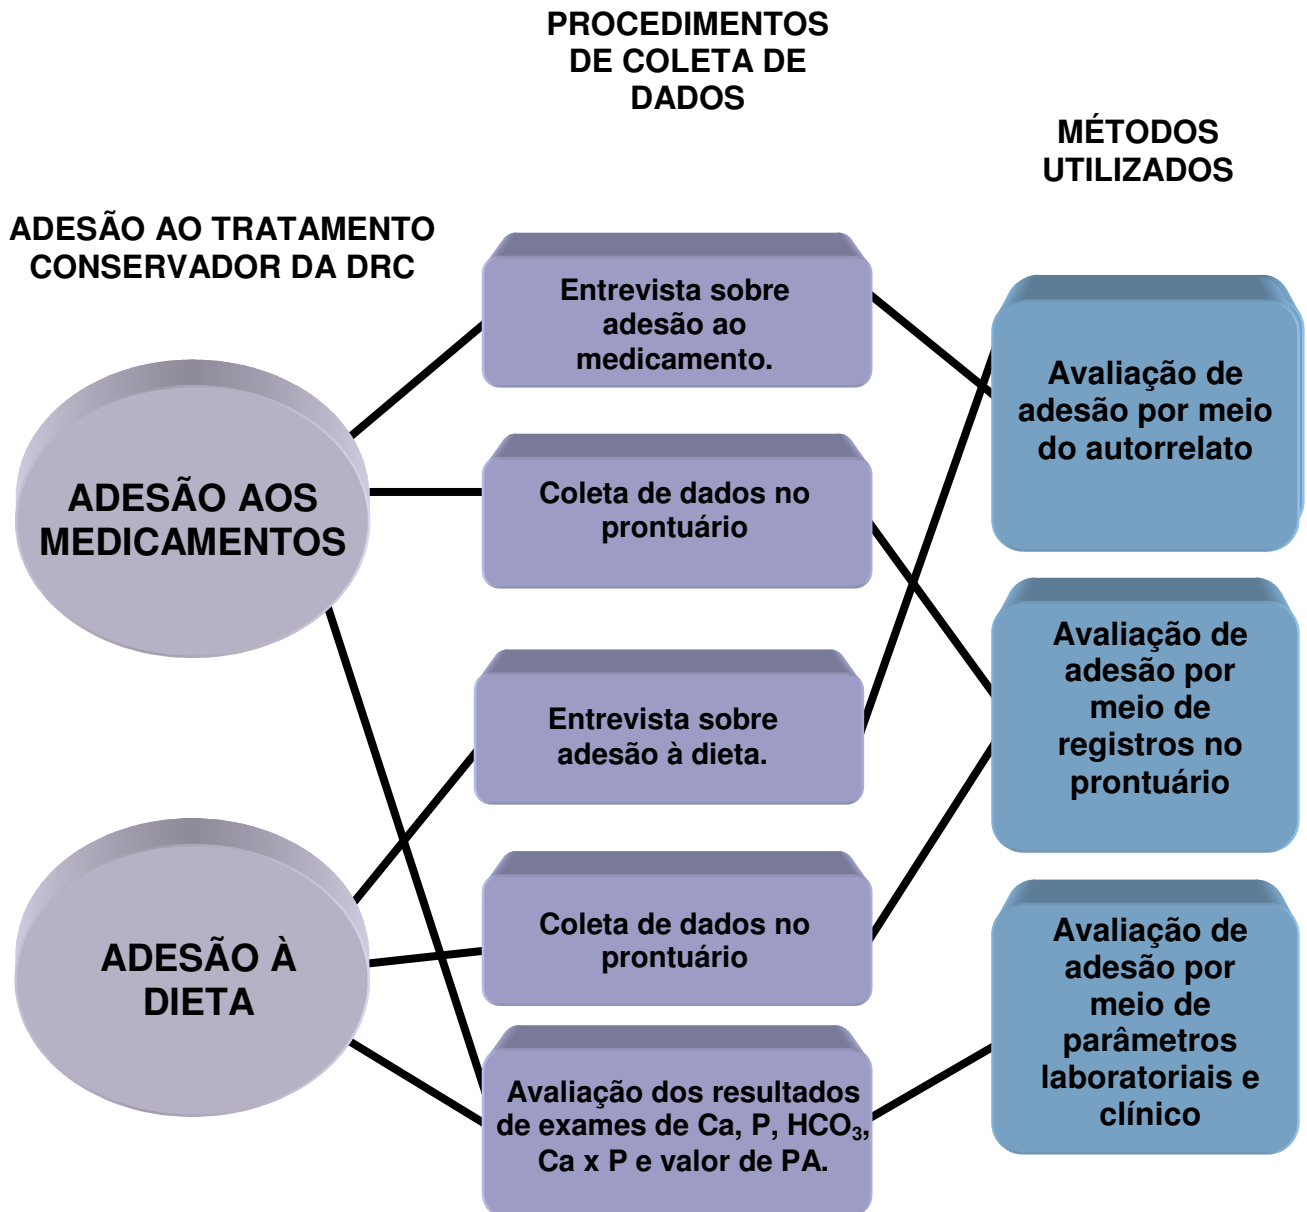 PROCEDIMENTOS
DE COLETA DE
DADOS
MÉTODOS
UTILIZADOS
ADESÃO AO TRATAMENTO
CONSERVADOR DA DRC
ADESÃO AOS
MEDICAMENTOS
ADESÃO À
DIETA
Entrevista sobre
adesão ao
medicamento.
Coleta de dados no
prontuário
Entrevista sobre
adesão à dieta.
Coleta de dados no
prontuário
Avaliação dos resultados
de exames de Ca, P, HCO₃,
Ca x P e valor de PA.
Avaliação de
adesão por meio
do autorrelato
Avaliação de
adesão por
meio de
registros no
prontuário
Avaliação de
adesão por
meio de
parâmetros
laboratoriais e
clínico